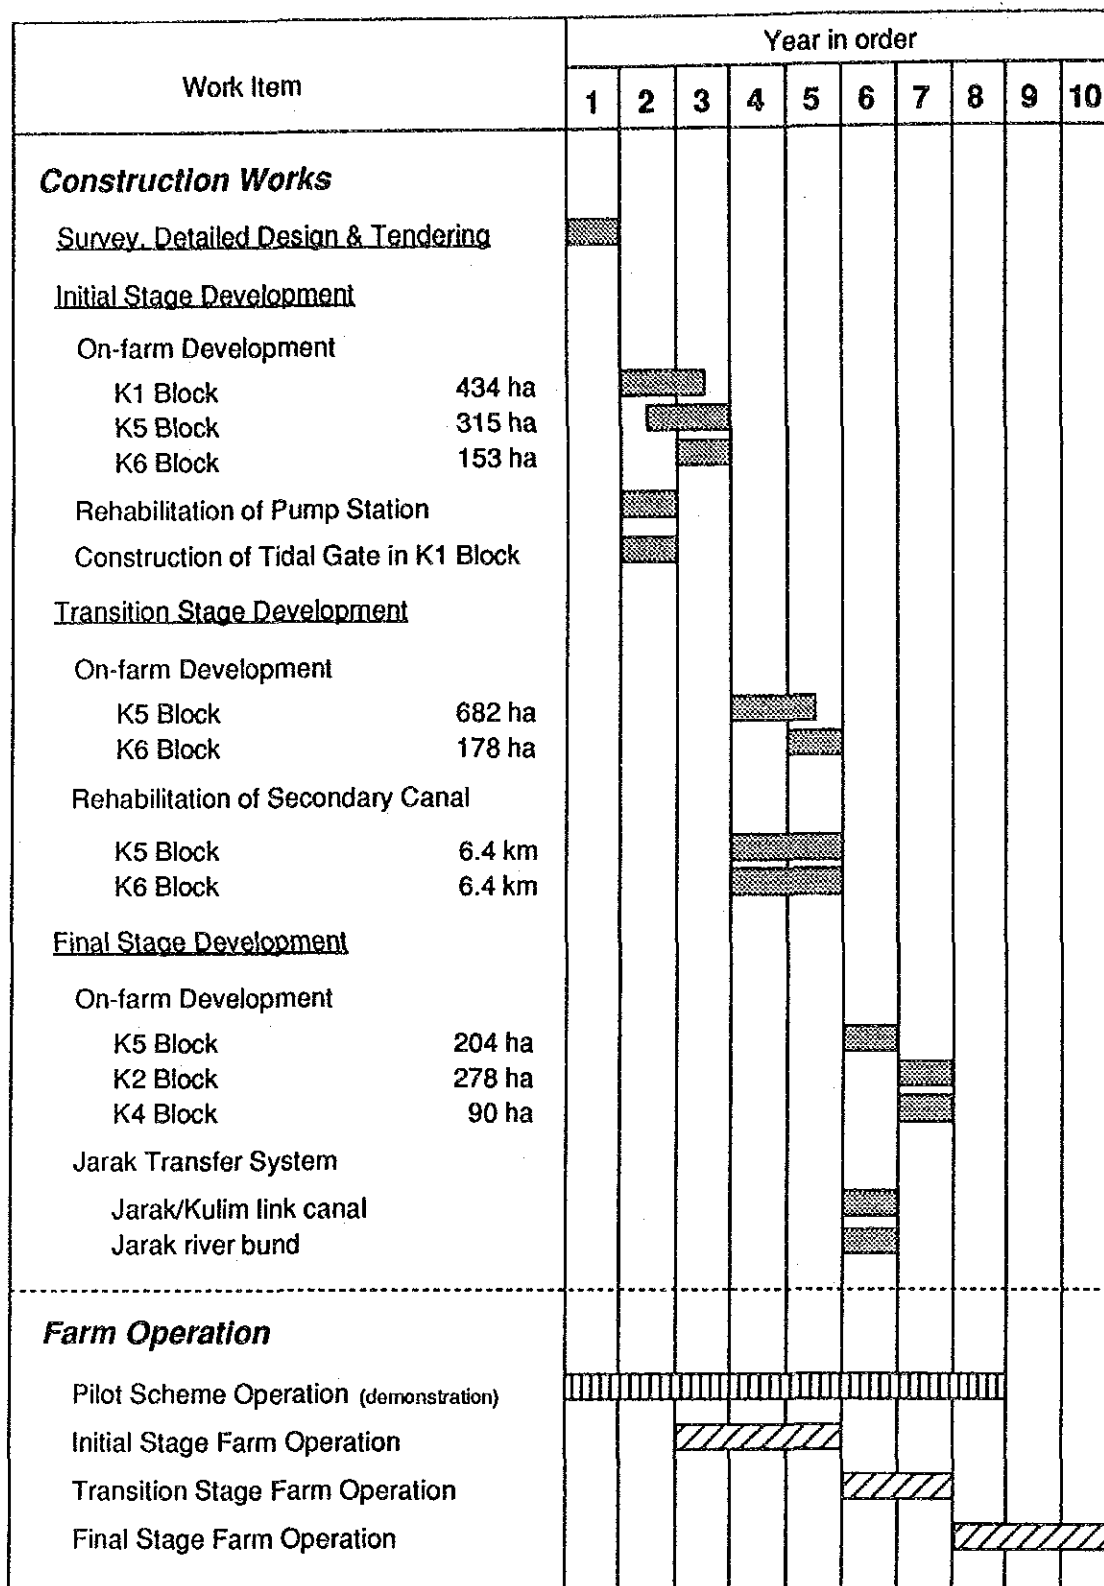 Year in order
Work Item
1 2 3 4 5 6 7 8 9 10
Construction Works
Survey, Detailed Design & Tendering
Initial Stage Development
On-farm Development
K1 Block 434 ha
K5 Block 315 ha
K6 Block 153 ha
Rehabilitation of Pump Station
Construction of Tidal Gate in K1 Block
Transition Stage Development
On-farm Development
K5 Block 682 ha
K6 Block 178 ha
Rehabilitation of Secondary Canal
K5 Block 6.4 km
K6 Block 6.4 km
Final Stage Development
On-farm Development
K5 Block 204 ha
K2 Block 278 ha
K4 Block 90 ha
Jarak Transfer System
Jarak/Kulim link canal
Jarak river bund
Farm Operation
Pilot Scheme Operation (demonstration)
Initial Stage Farm Operation
Transition Stage Farm Operation
Final Stage Farm Operation